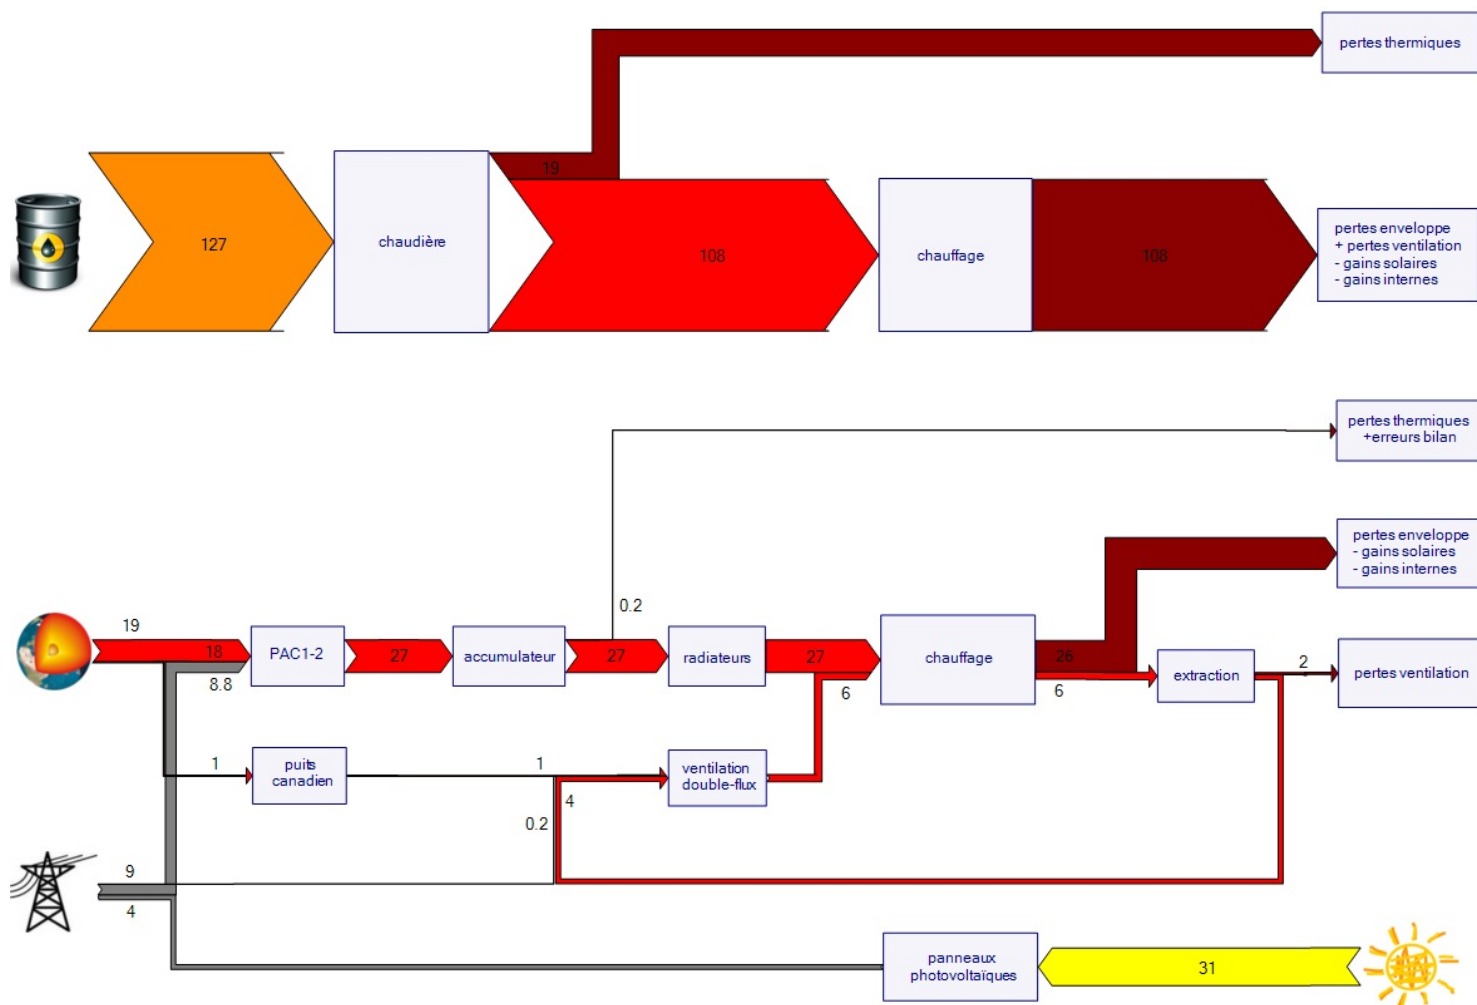 pertes thermiques
19
127
chaudière
108
chauffage
108
pertes enveloppe
+ pertes ventilation
- gains solaires
- gains internes
pertes thermiques
+erreurs bilan
pertes enveloppe
- gains solaires
- gains internes
0.2
19
18
8.8
PAC1-2
27
accumulateur
27
radiateurs
27
6
chauffage
26
6
extraction
2
pertes ventilation
1
puits
canadien
1
4
0.2
ventilation
double-flux
9
4
panneaux
photovoltaïques
31